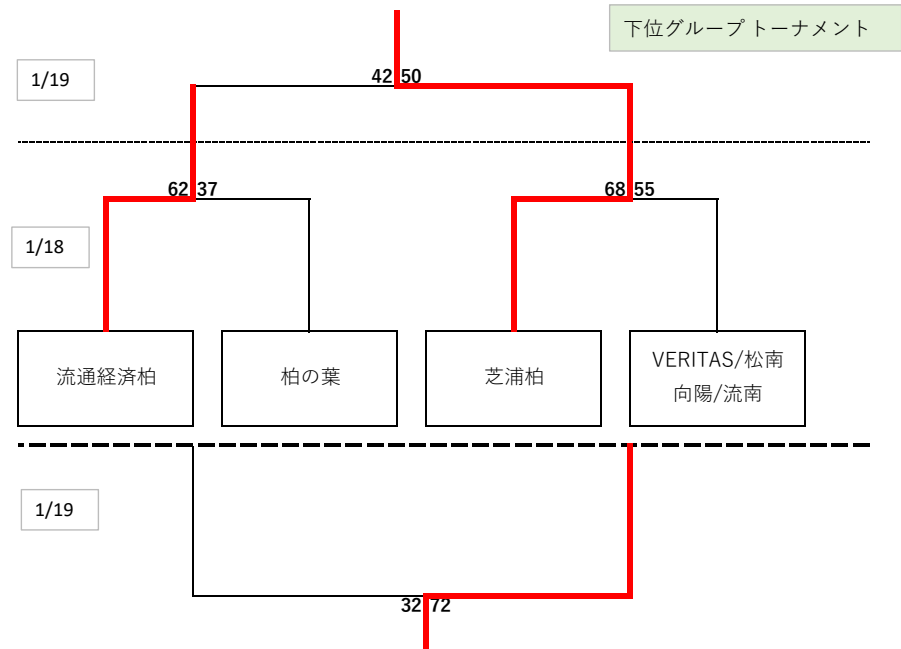 下位グループトーナメント
1/19
42 50
62 37
68 55
1/18
流通経済柏
柏の葉
芝浦柏
VERITAS/松南
向陽/流南
1/19
32 72